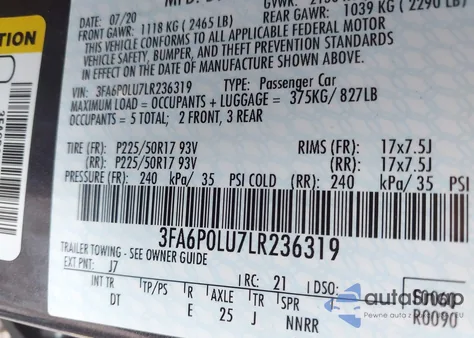 DATE: 07/20
FRONT GAWR: 1118 KG ( 2465 LB)
REAR GAWR: 1039 KG ( 2290 LB)
THIS VEHICLE CONFORMS TO ALL APPLICABLE FEDERAL MOTOR
VEHICLE SAFETY, BUMPER, AND THEFT PREVENTION STANDARDS
IN EFFECT ON THE DATE OF MANUFACTURE SHOWN ABOVE.
VIN: 3FA6P0LU7LR236319 TYPE: Passenger Car
MAXIMUM LOAD = OCCUPANTS + LUGGAGE = 375KG/ 827LB
OCCUPANTS = 5 TOTAL; 2 FRONT, 3 REAR
TIRE (FR): P225/50R17 93V RIMS (FR): 17x7.5J
(RR): P225/50R17 93V (RR): 17x7.5J
PRESSURE (FR): 240 kPa/ 35 PSI COLD (RR): 240 kPa/ 35 PSI
3FA6P0LU7LR236319
TRAILER TOWING - SEE OWNER GUIDE
EXT PNT: J7 RC: 21 DSO:
INT TR TP/PS R AXLE TR SPR
DT E 25 J NNRR R0090